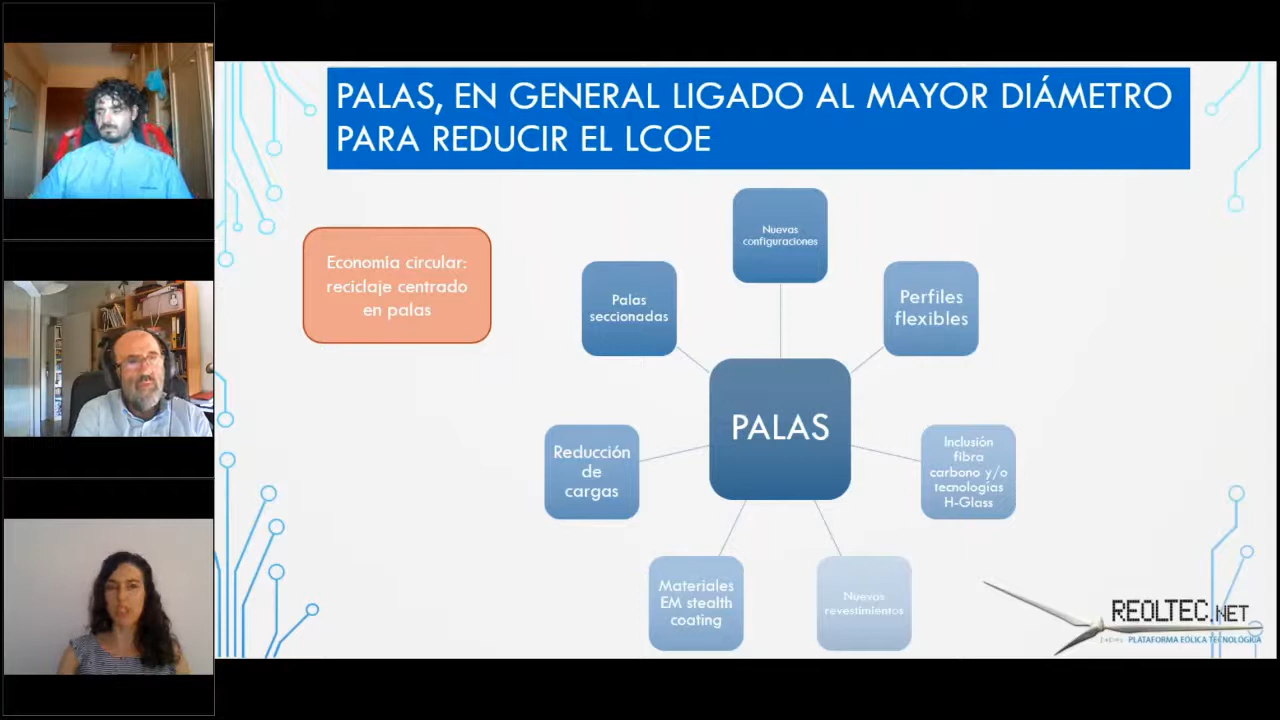 PALAS, EN GENERAL LIGADO AL MAYOR DIÁMETRO
PARA REDUCIR EL LCOE
Economía circular:
reciclaje centrado
en palas
Nuevas
configuraciones
Palas
seccionadas
Perfiles
flexibles
PALAS
Reducción
de
cargas
Inclusión
fibra
carbono y/o
tecnologías
H-Glass
Materiales
EM stealth
coating
Nuevos
revestimientos
REOLTEC.NET
PLATAFORMA EÓLICA TECNOLÓGICA